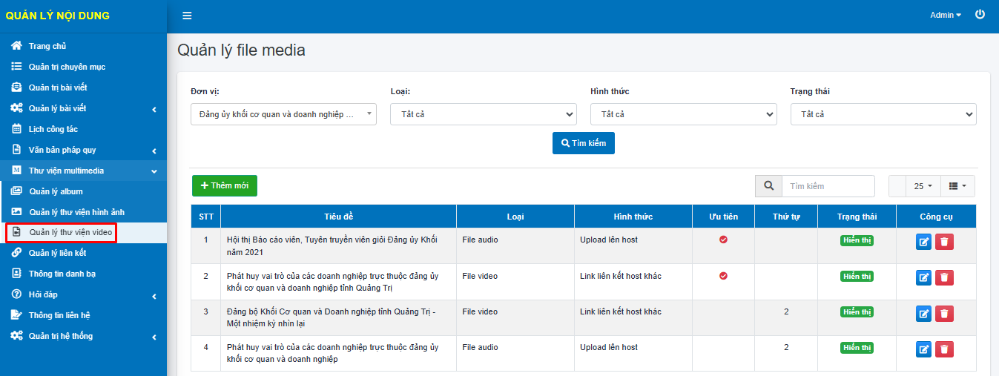 QUẢN LÝ NỘI DUNG
Admin
Trang chủ
Quản trị chuyên mục
Quản trị bài viết
Quản lý bài viết
Lịch công tác
Văn bản pháp quy
Thư viện multimedia
Quản lý album
Quản lý thư viện hình ảnh
Quản lý thư viện video
Quản lý liên kết
Thông tin danh bạ
Hỏi đáp
Thông tin liên hệ
Quản trị hệ thống
Quản lý file media
Đơn vị: Loại: Hình thức Trạng thái
Đảng ủy khối cơ quan và doanh nghiệp ... Tất cả Tất cả Tất cả
Tìm kiếm
Thêm mới Tìm kiếm 25
STT Tiêu đề Loại Hình thức Ưu tiên Thứ tự Trạng thái Công cụ
1 Hội thị Báo cáo viên, Tuyên truyền viên giỏi Đảng ủy Khối File audio Upload lên host Hiển thị
năm 2021
2 Phát huy vai trò của các doanh nghiệp trực thuộc đảng ủy File video Link liên kết host khác Hiển thị
khối cơ quan và doanh nghiệp tỉnh Quảng Trị
3 Đảng bộ Khối Cơ quan và Doanh nghiệp tỉnh Quảng Trị - File video Link liên kết host khác 2 Hiển thị
Một nhiệm kỳ nhìn lại
4 Phát huy vai trò của các doanh nghiệp trực thuộc đảng ủy File audio Upload lên host 2 Hiển thị
khối cơ quan và doanh nghiệp